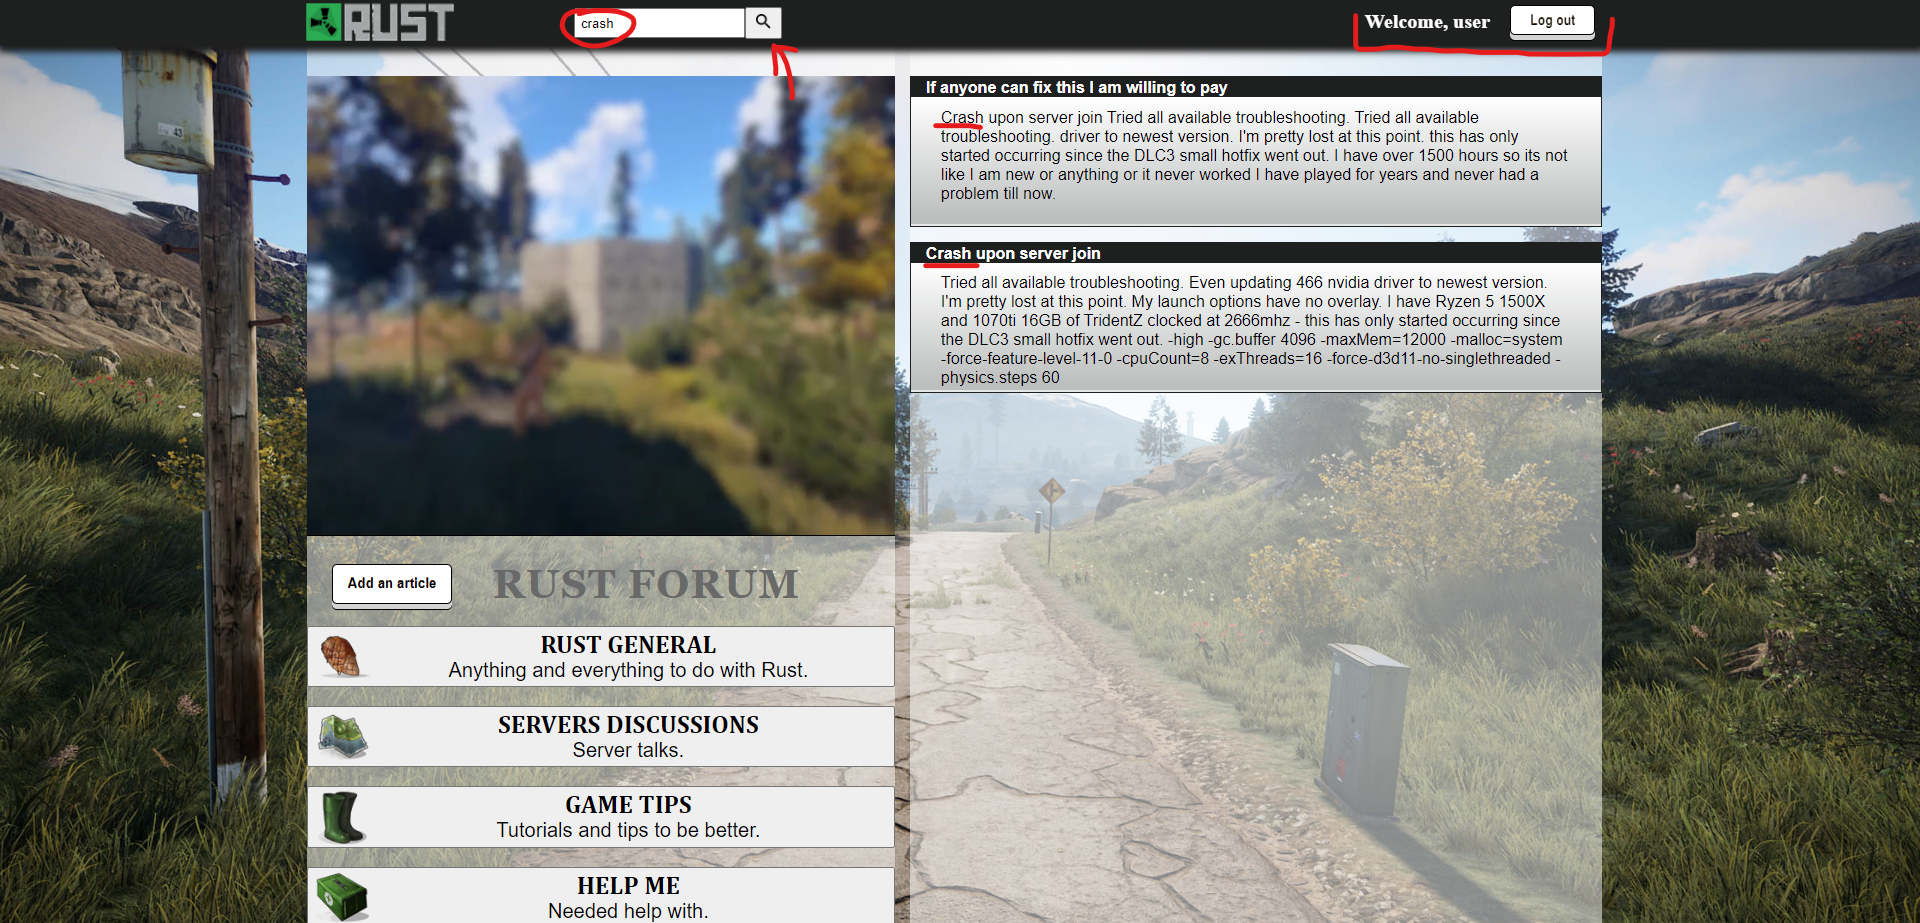 RUST
crash
Welcome, user
Log out
43
If anyone can fix this I am willing to pay
Crash upon server join Tried all available troubleshooting. Tried all available
troubleshooting. driver to newest version. I'm pretty lost at this point. this has only
started occurring since the DLC3 small hotfix went out. I have over 1500 hours so its not
like I am new or anything or it never worked I have played for years and never had a
problem till now.
Crash upon server join
Tried all available troubleshooting. Even updating 466 nvidia driver to newest version.
I'm pretty lost at this point. My launch options have no overlay. I have Ryzen 5 1500X
and 1070ti 16GB of TridentZ clocked at 2666mhz - this has only started occurring since
the DLC3 small hotfix went out. -high -gc.buffer 4096 -maxMem=12000 -malloc=system
-force-feature-level-11-0 -cpuCount=8 -exThreads=16 -force-d3d11-no-singlethreaded -
physics.steps 60
Add an article
RUST FORUM
RUST GENERAL
Anything and everything to do with Rust.
SERVERS DISCUSSIONS
Server talks.
GAME TIPS
Tutorials and tips to be better.
HELP ME
Needed help with.